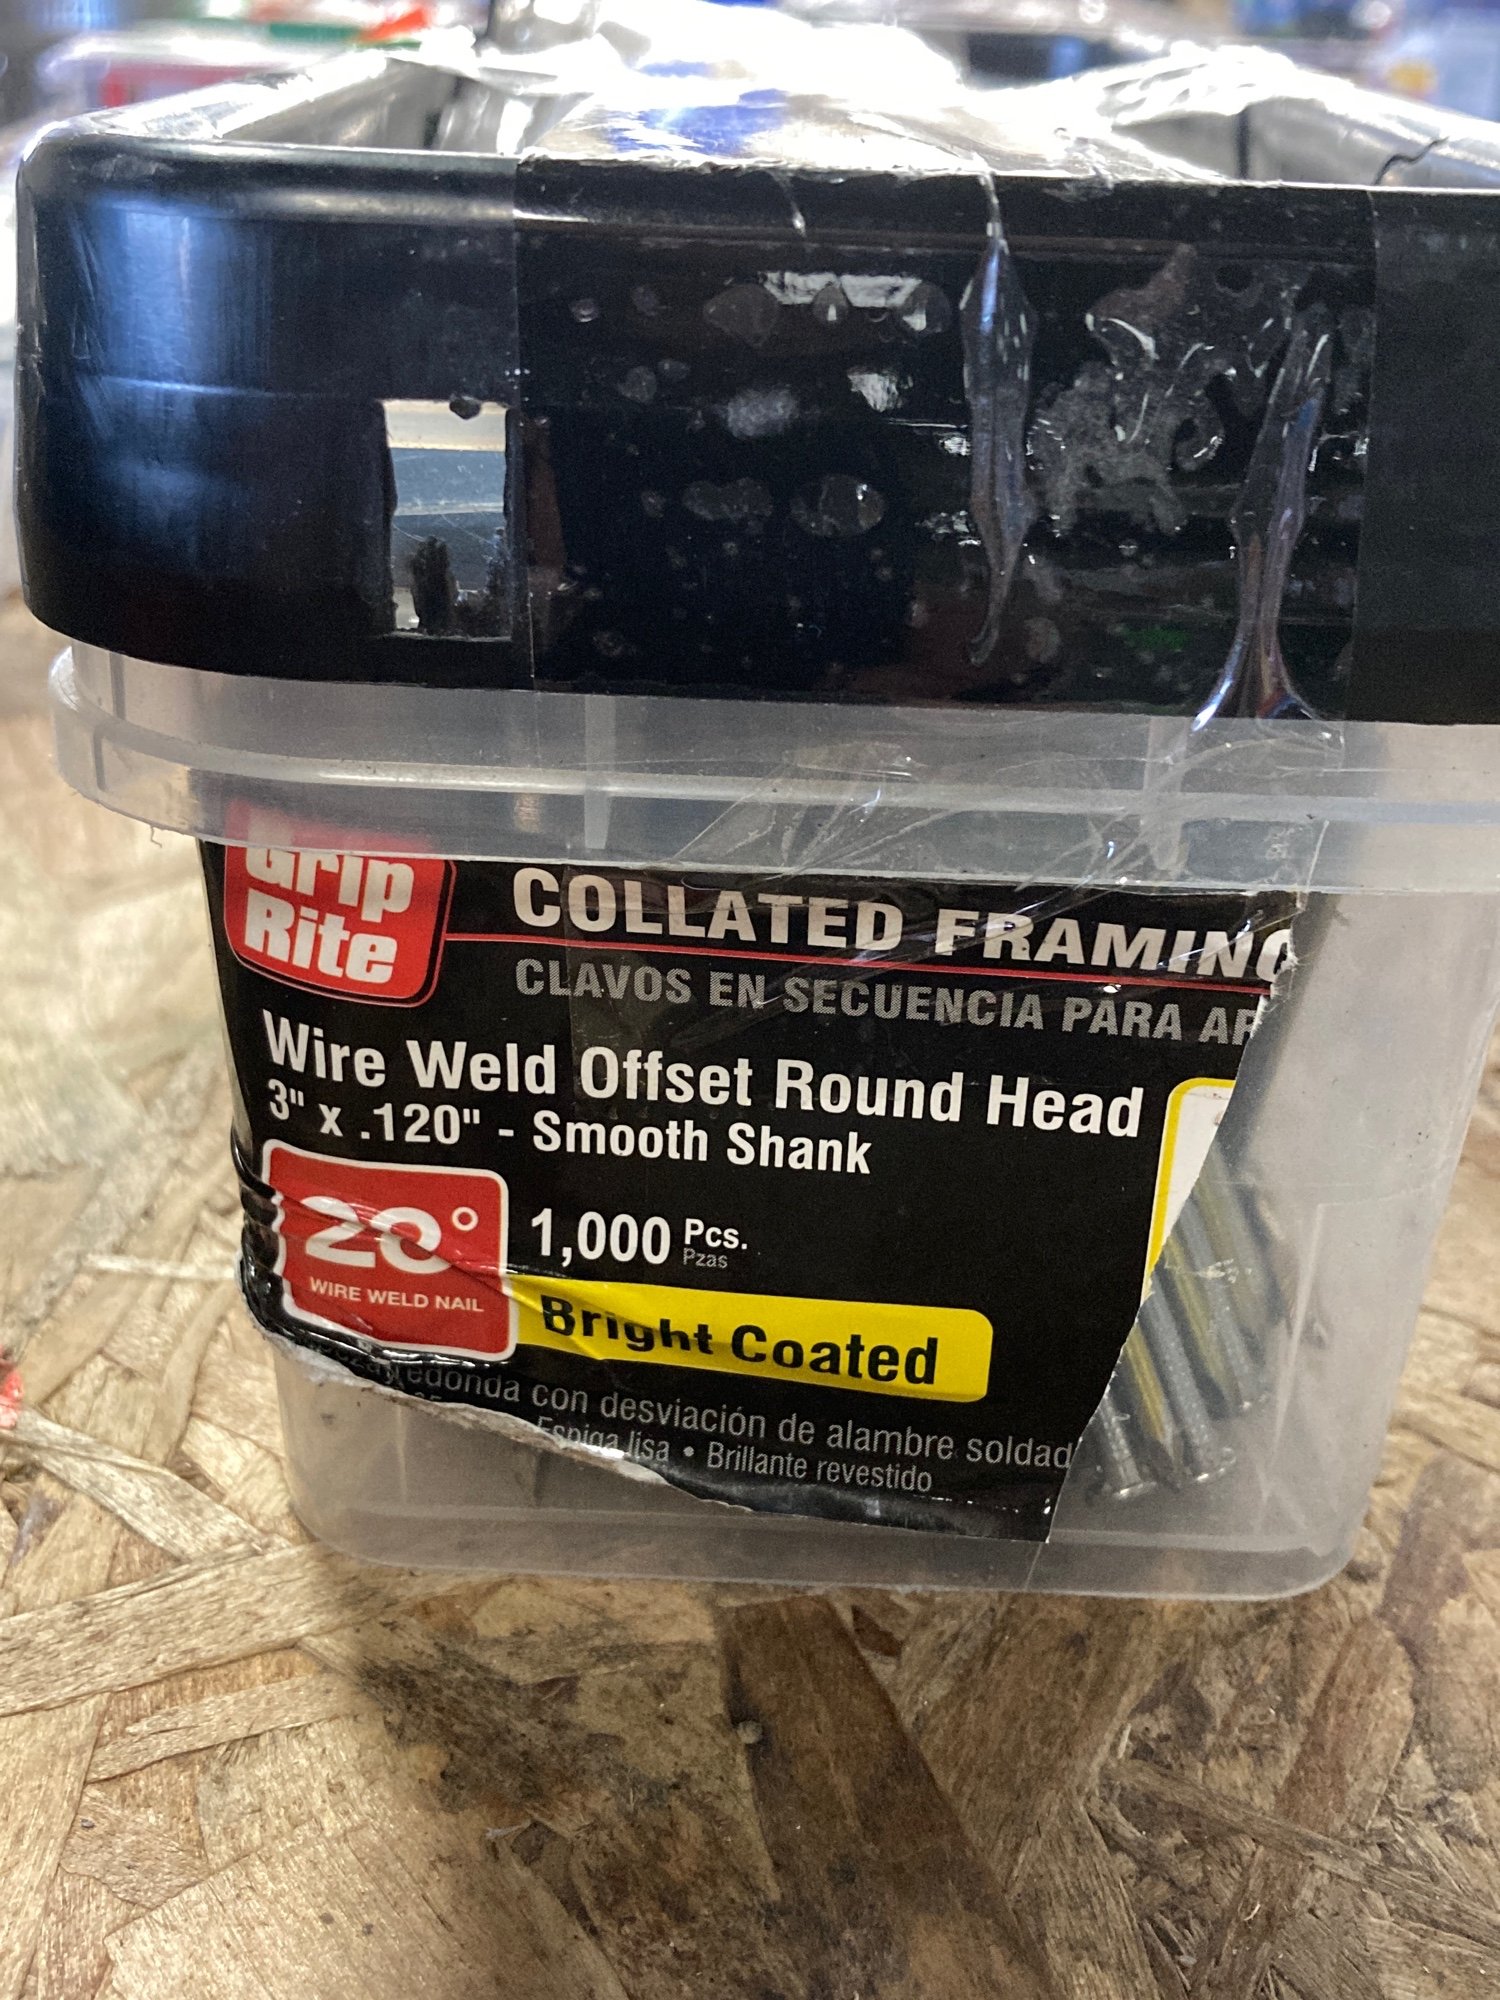 Grip
Rite
COLLATED FRAMING
CLAVOS EN SECUENCIA PARA AR
Wire Weld Offset Round Head
3" x .120" - Smooth Shank
20°
WIRE WELD NAIL
1,000 Pcs.
Pzas
Bright Coated
redonda con desviación de alambre soldad
Espiga lisa • Brillante revestido